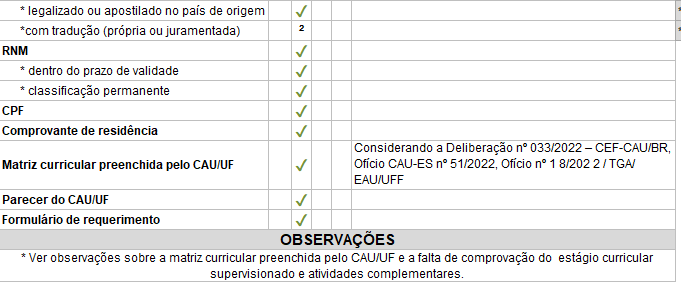 * legalizado ou apostilado no país de origem ✓ *
*com tradução (própria ou juramentada) ² *
RNM ✓
* dentro do prazo de validade ✓
* classificação permanente ✓
CPF ✓
Comprovante de residência ✓
Matriz curricular preenchida pelo CAU/UF ✓
Considerando a Deliberação nº 033/2022 – CEF-CAU/BR,
Ofício CAU-ES nº 51/2022, Ofício nº 1 8/202 2 / TGA/
EAU/UFF
Parecer do CAU/UF ✓
Formulário de requerimento ✓
OBSERVAÇÕES
* Ver observações sobre a matriz curricular preenchida pelo CAU/UF e a falta de comprovação do estágio curricular
supervisionado e atividades complementares.